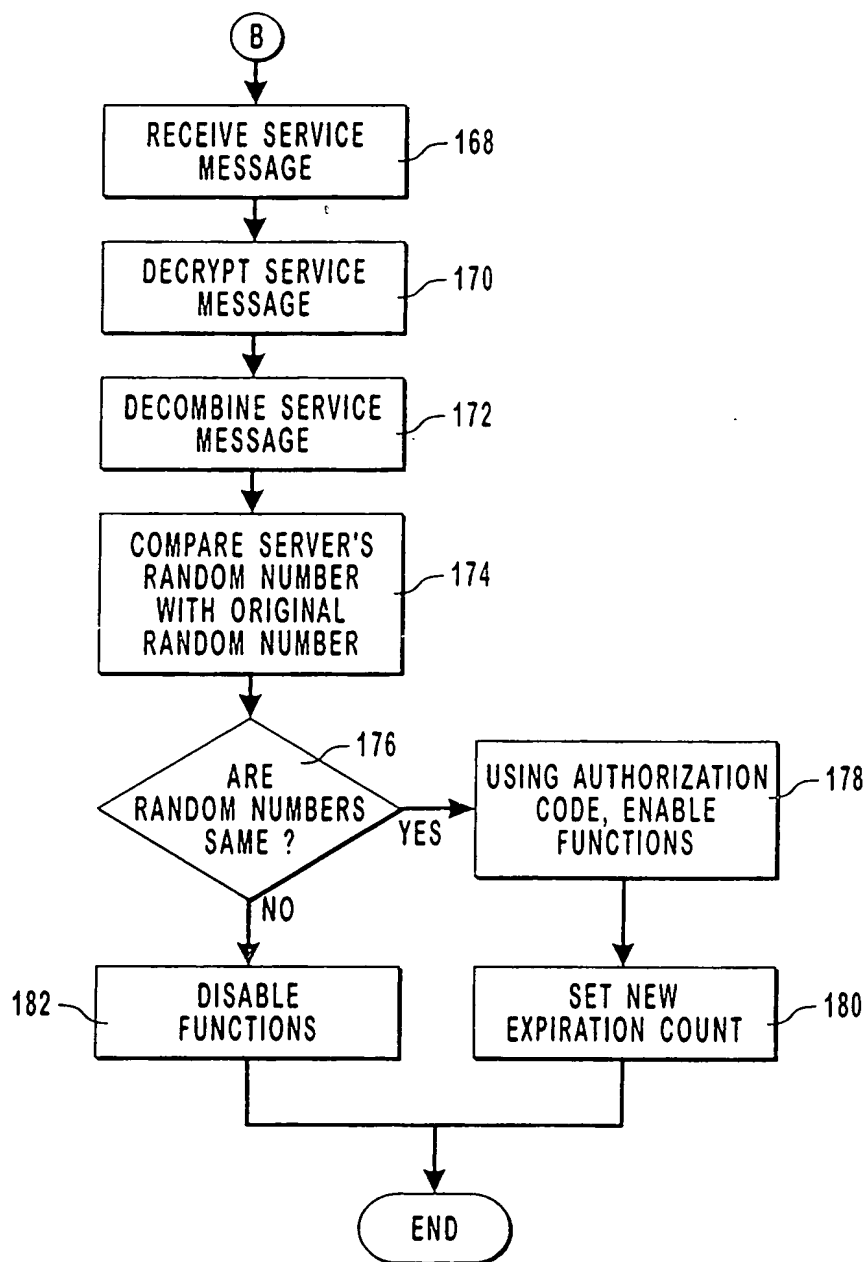 B
RECEIVE SERVICE
MESSAGE
168
DECRYPT SERVICE
MESSAGE
170
DECOMBINE SERVICE
MESSAGE
172
COMPARE SERVER'S
RANDOM NUMBER
WITH ORIGINAL
RANDOM NUMBER
174
176
ARE
RANDOM NUMBERS
SAME ?
YES
NO
USING AUTHORIZATION
CODE, ENABLE
FUNCTIONS
178
182
DISABLE
FUNCTIONS
SET NEW
EXPIRATION COUNT
180
END